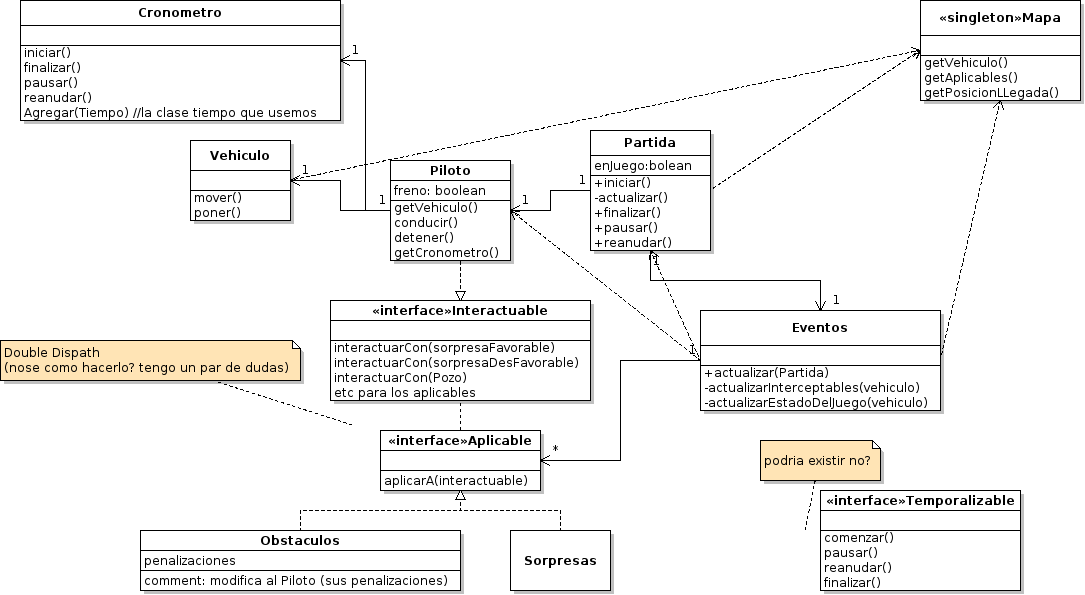 Cronometro
iniciar()
finalizar()
pausar()
reanudar()
Agregar(Tiempo) //la clase tiempo que usemos
1
«singleton»Mapa
getVehiculo()
getAplicables()
getPosicionLLegada()
Vehiculo
mover()
poner()
1
Piloto
freno: boolean
getVehiculo()
conducir()
detener()
getCronometro()
1
1
Partida
enJuego:bolean
+iniciar()
-actualizar()
+finalizar()
+pausar()
+reanudar()
1
1
1
«interface»Interactuable
interactuarCon(sorpresaFavorable)
interactuarCon(sorpresaDesFavorable)
interactuarCon(Pozo)
etc para los aplicables
Eventos
+actualizar(Partida)
-actualizarInterceptables(vehiculo)
-actualizarEstadoDelJuego(vehiculo)
1
Double Dispath
(nose como hacerlo? tengo un par de dudas)
«interface»Aplicable
aplicarA(interactuable)
*
podria existir no?
«interface»Temporalizable
comenzar()
pausar()
reanudar()
finalizar()
Obstaculos
penalizaciones
comment: modifica al Piloto (sus penalizaciones)
Sorpresas